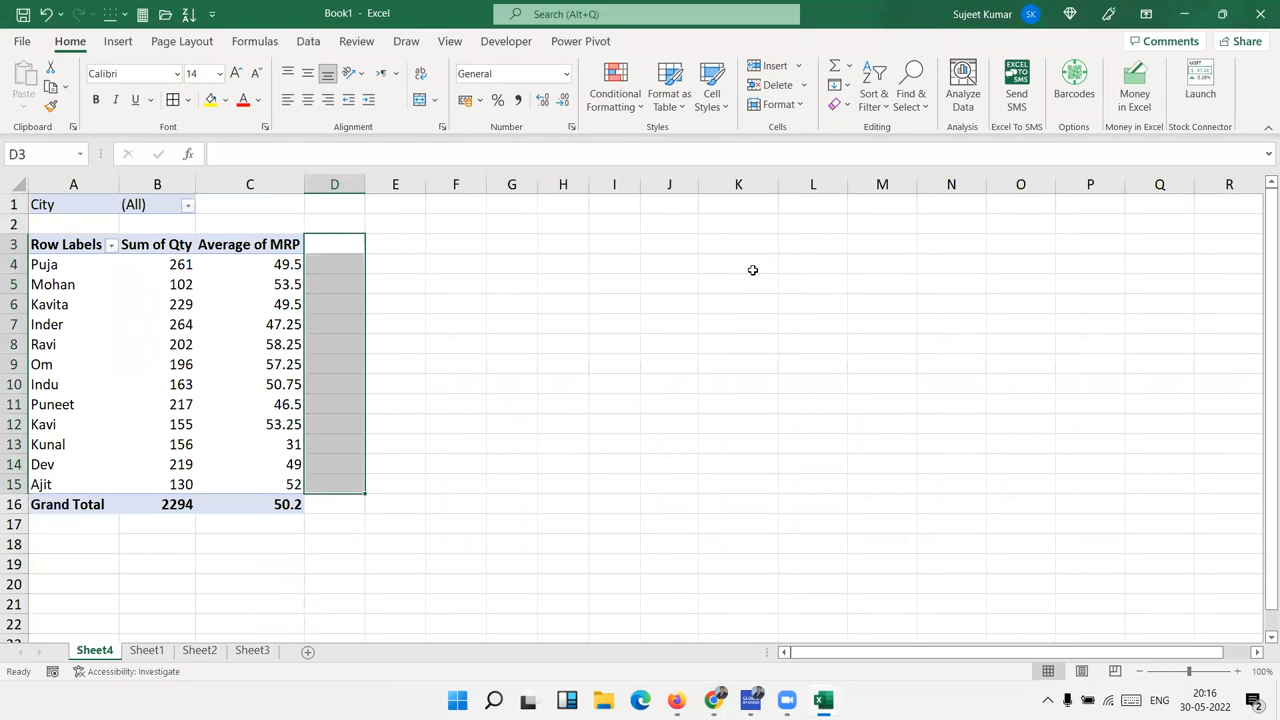 Book1 - Excel
Search (Alt+Q)
Sujeet Kumar
SK
File Home Insert Page Layout Formulas Data Review Draw View Developer Power Pivot
Comments Share
Paste
Calibri 14
B I U
General
Conditional Formatting
Format as Table
Cell Styles
Insert
Delete
Format
Sort & Filter
Find & Select
Analyze Data
Send SMS
Barcodes
Money in Excel
Launch
Clipboard Font Alignment Number Styles Cells Editing Analysis Excel To SMS Options Money in Excel Stock Connector
D3 fx
A B C D E F G H I J K L M N O P Q R
1 City (All)
2
3 Row Labels Sum of Qty Average of MRP
4 Puja 261 49.5
5 Mohan 102 53.5
6 Kavita 229 49.5
7 Inder 264 47.25
8 Ravi 202 58.25
9 Om 196 57.25
10 Indu 163 50.75
11 Puneet 217 46.5
12 Kavi 155 53.25
13 Kunal 156 31
14 Dev 219 49
15 Ajit 130 52
16 Grand Total 2294 50.2
17
18
19
20
21
22
Sheet4 Sheet1 Sheet2 Sheet3
Ready Accessibility: Investigate 100%
ENG
20:16
30-05-2022
2